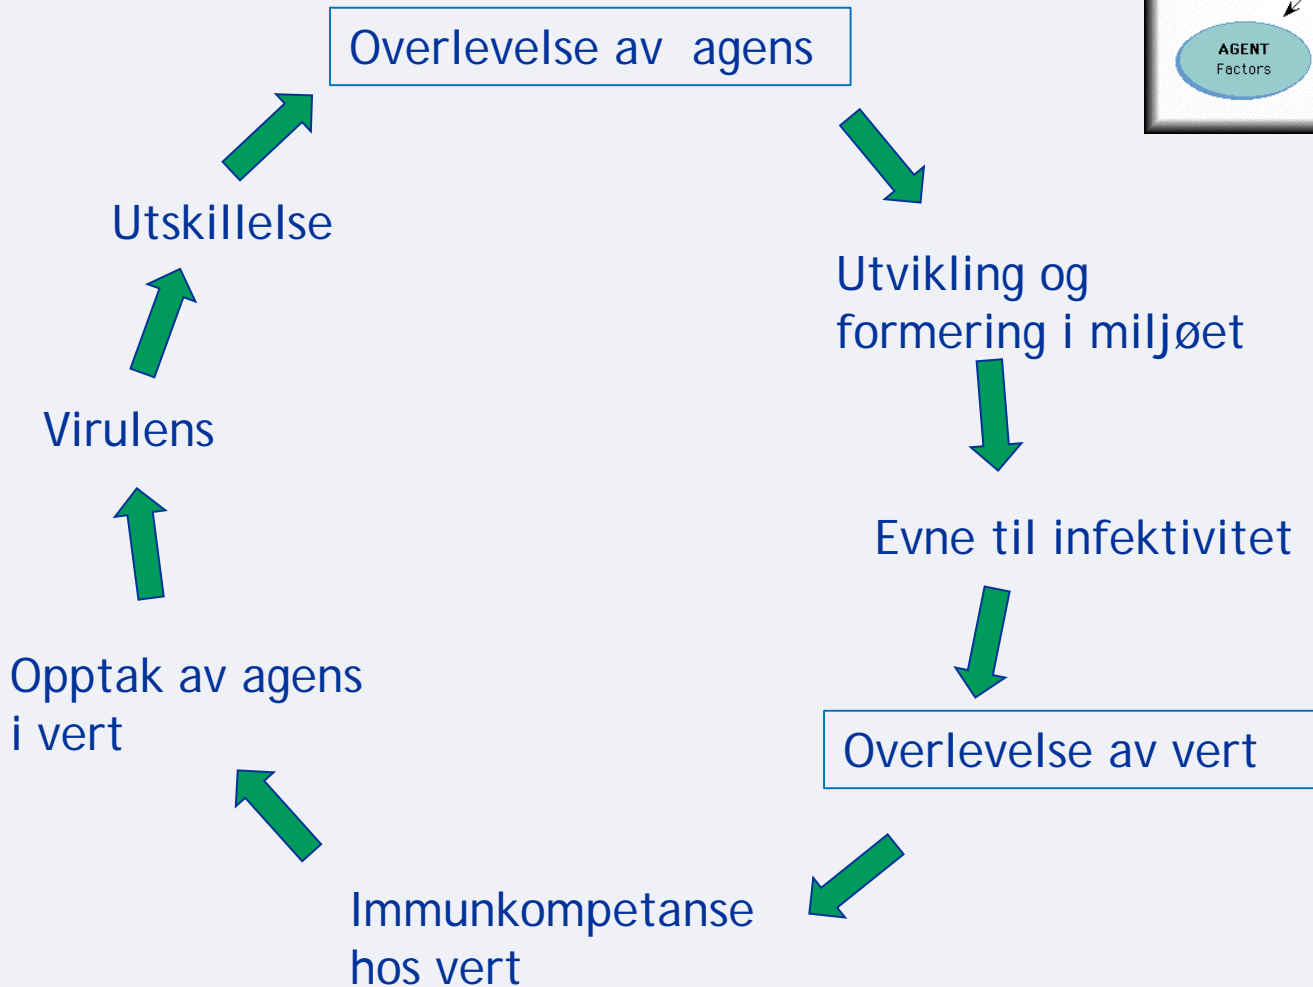 Overlevelse av agens
AGENT
Factors
Utskillelse
Utvikling og
formering i miljøet
Virulens
Evne til infektivitet
Opptak av agens
i vert
Overlevelse av vert
Immunkompetanse
hos vert